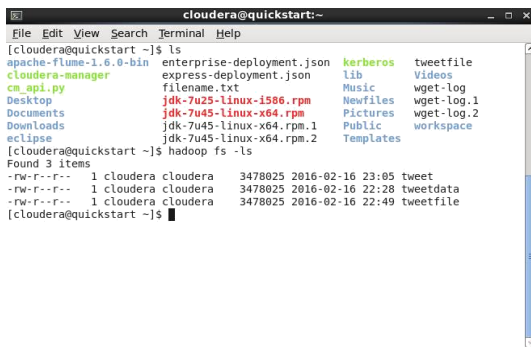 cloudera@quickstart:~
File Edit View Search Terminal Help
[cloudera@quickstart ~]$ ls
apache-flume-1.6.0-bin enterprise-deployment.json kerberos tweetfile
cloudera-manager express-deployment.json lib Videos
cm_api.py filename.txt Music wget-log
Desktop jdk-7u25-linux-i586.rpm Newfiles wget-log.1
Documents jdk-7u45-linux-x64.rpm Pictures wget-log.2
Downloads jdk-7u45-linux-x64.rpm.1 Public workspace
eclipse jdk-7u45-linux-x64.rpm.2 Templates
[cloudera@quickstart ~]$ hadoop fs -ls
Found 3 items
-rw-r--r-- 1 cloudera cloudera 3478025 2016-02-16 23:05 tweet
-rw-r--r-- 1 cloudera cloudera 3478025 2016-02-16 22:28 tweetdata
-rw-r--r-- 1 cloudera cloudera 3478025 2016-02-16 22:49 tweetfile
[cloudera@quickstart ~]$